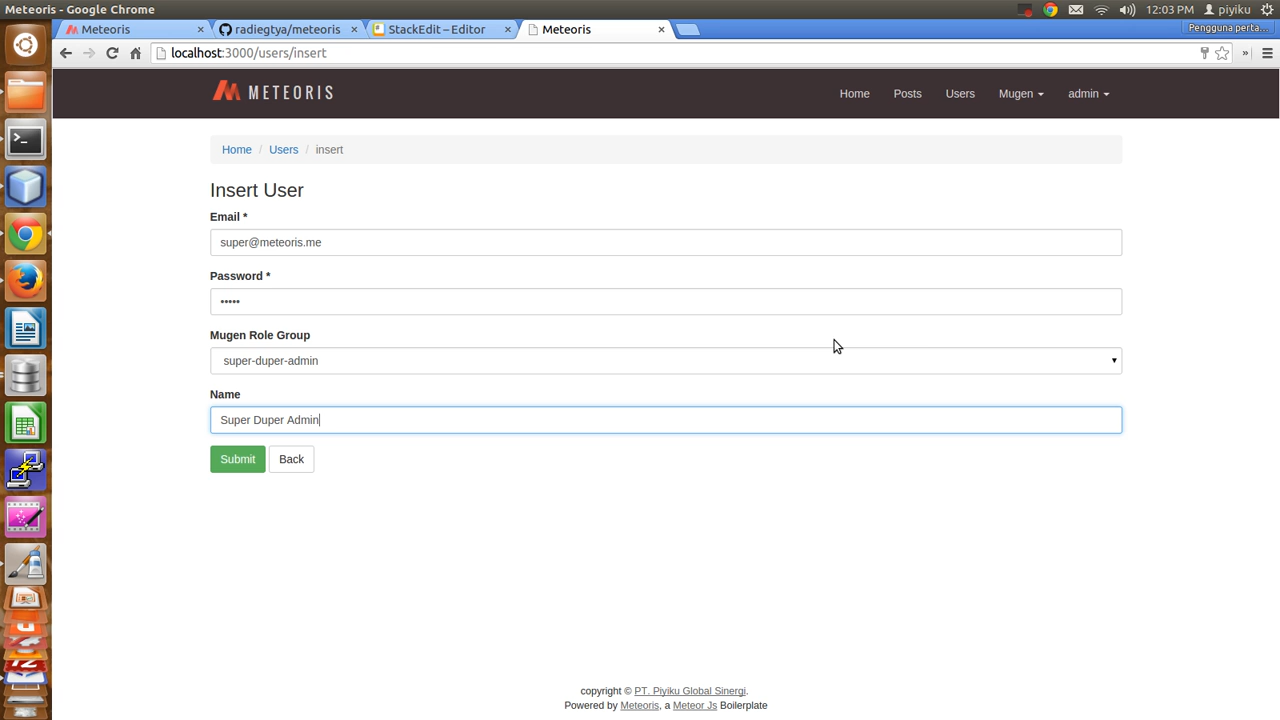 Meteoris - Google Chrome
12:03 PM
piyiku
Meteoris
radiegtya/meteoris
StackEdit – Editor
Meteoris
Pengguna perta...
localhost:3000/users/insert
METEORIS
Home
Posts
Users
Mugen
admin
Home / Users / insert
Insert User
Email *
super@meteoris.me
Password *
•••••
Mugen Role Group
super-duper-admin
Name
Super Duper Admin
Submit
Back
copyright © PT. Piyiku Global Sinergi.
Powered by Meteoris, a Meteor Js Boilerplate